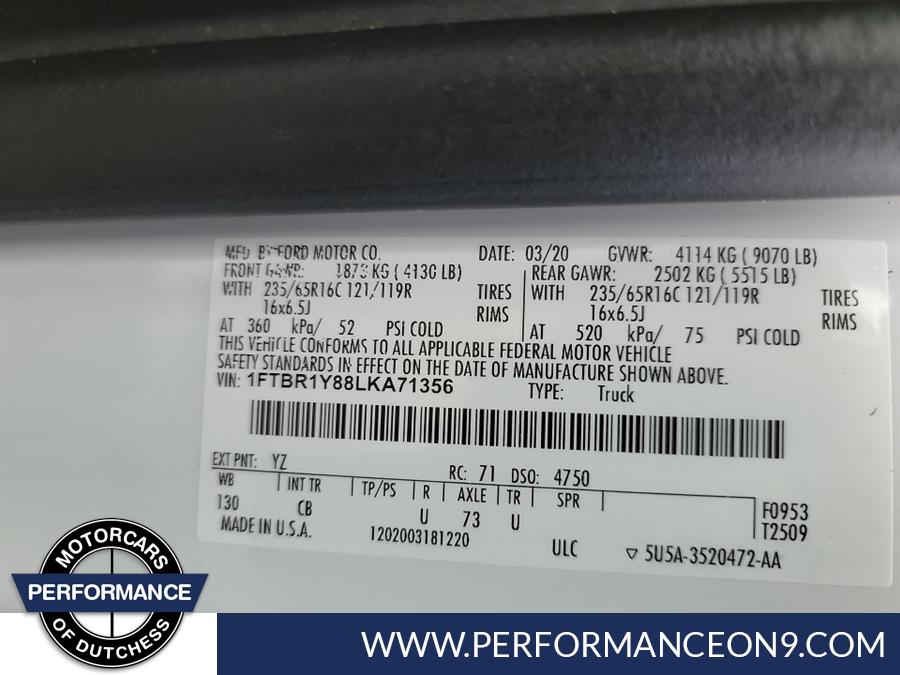 MFD. BY FORD MOTOR CO. DATE: 03/20 GVWR: 4114 KG ( 9070 LB)
FRONT GAWR: 1873 KG ( 4130 LB) REAR GAWR: 2502 KG ( 5515 LB)
WITH 235/65R16C 121/119R TIRES WITH 235/65R16C 121/119R TIRES
16x6.5J RIMS 16x6.5J RIMS
AT 360 kPa/ 52 PSI COLD AT 520 kPa/ 75 PSI COLD
THIS VEHICLE CONFORMS TO ALL APPLICABLE FEDERAL MOTOR VEHICLE
SAFETY STANDARDS IN EFFECT ON THE DATE OF MANUFACTURE SHOWN ABOVE.
VIN: 1FTBR1Y88LKA71356 TYPE: Truck
EXT PNT: YZ RC: 71 DSO: 4750
WB INT TR TP/PS R AXLE TR SPR F0953
130 CB U 73 U T2509
MADE IN U.S.A. 1202003181220 ULC ▽ 5U5A-3520472-AA
MOTORCARS
PERFORMANCE
OF DUTCHESS
WWW.PERFORMANCEON9.COM